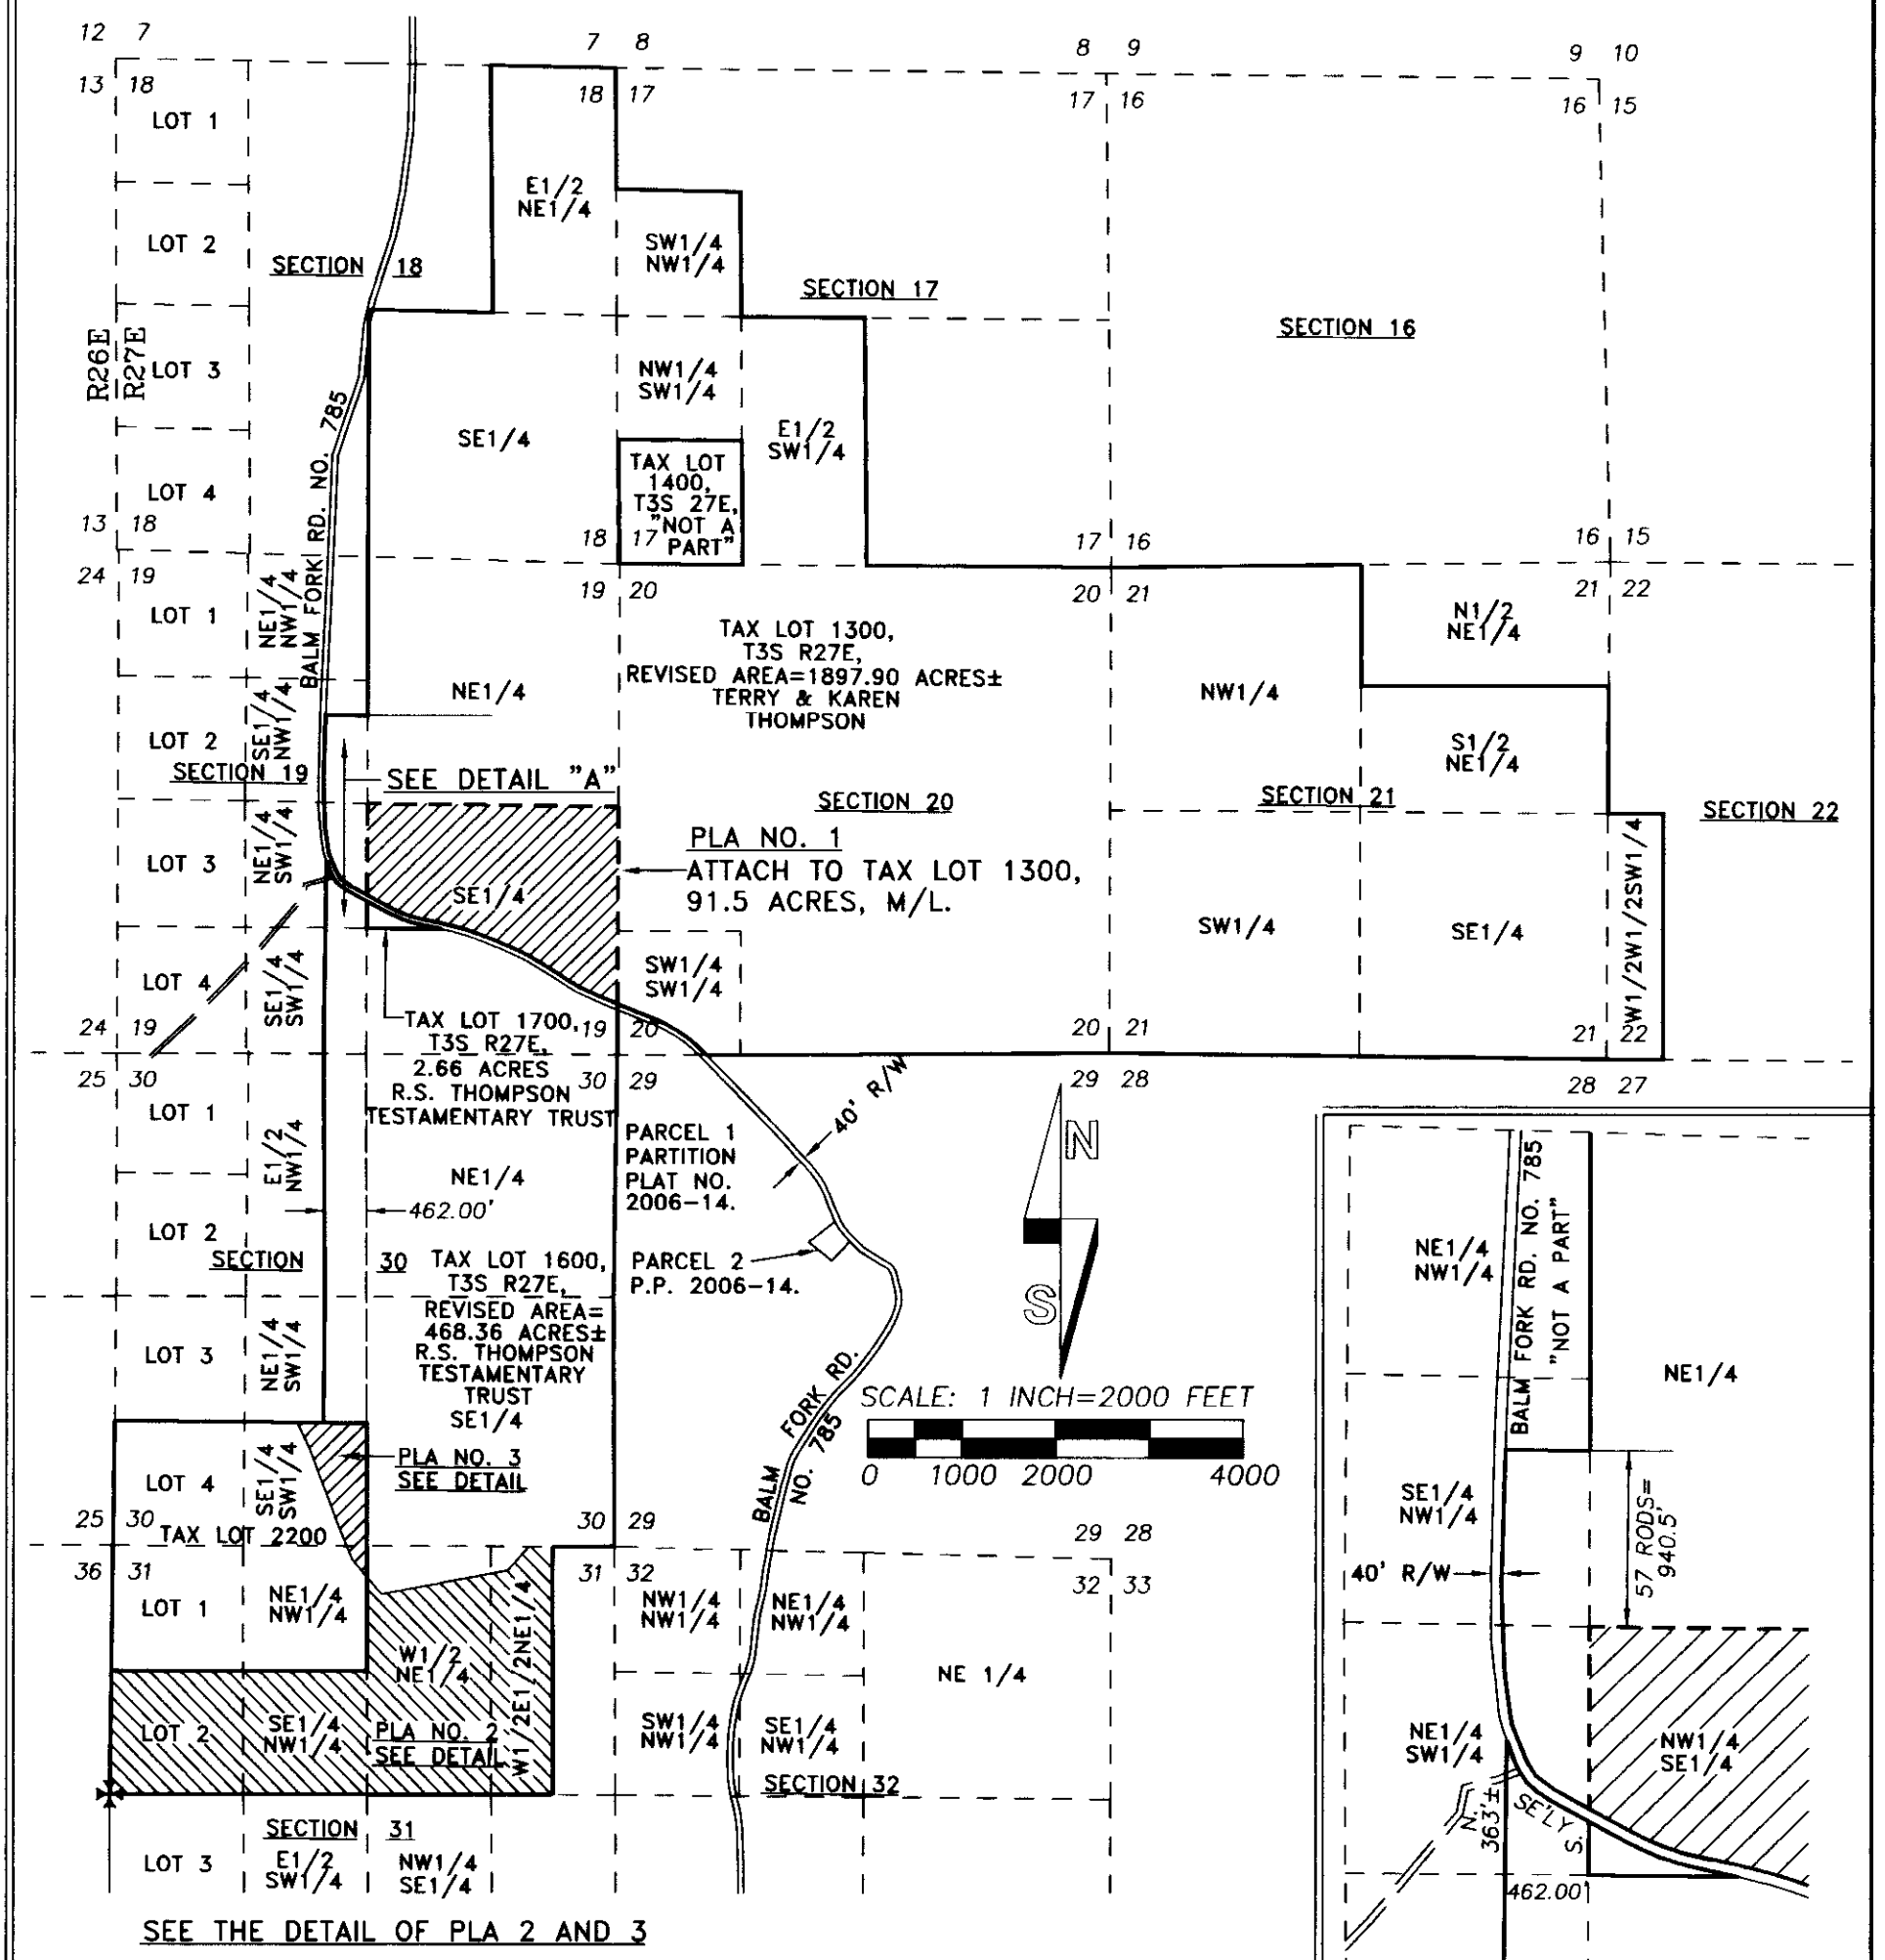 12 7
7 8
8 9
9 10
13 18
18 17
17 16
16 15
LOT 1
E1/2
NE1/4
LOT 2
SW1/4
NW1/4
SECTION 18
SECTION 17
SECTION 16
R26E
R27E
LOT 3
NW1/4
SW1/4
SE1/4
E1/2
SW1/4
BALM FORK RD. NO. 785
TAX LOT
1400,
T3S 27E,
"NOT A
PART"
LOT 4
13 18
18 17
17 16
16 15
24 19
19 20
20 21
21 22
LOT 1
NE1/4
NW1/4
N1/2
NE1/4
TAX LOT 1300,
T3S R27E,
REVISED AREA=1897.90 ACRES±
TERRY & KAREN
THOMPSON
NE1/4
NW1/4
LOT 2
SE1/4
NW1/4
S1/2
NE1/4
SECTION 19
SEE DETAIL "A"
SECTION 20
SECTION 21
SECTION 22
PLA NO. 1
ATTACH TO TAX LOT 1300,
91.5 ACRES, M/L.
LOT 3
NE1/4
SW1/4
SE1/4
SW1/4
SE1/4
W1/2W1/2SW1/4
LOT 4
SE1/4
SW1/4
SW1/4
SW1/4
24 19
19 20
20 21
21 22
TAX LOT 1700,
T3S R27E,
2.66 ACRES
R.S. THOMPSON
TESTAMENTARY TRUST
25 30
30 29
29 28
28 27
40' R/W
LOT 1
E1/2
NW1/4
PARCEL 1
PARTITION
PLAT NO.
2006-14.
NE1/4
462.00'
N
S
LOT 2
SECTION 30
TAX LOT 1600,
T3S R27E,
REVISED AREA=
468.36 ACRES±
R.S. THOMPSON
TESTAMENTARY
TRUST
SE1/4
PARCEL 2
P.P. 2006-14.
LOT 3
NE1/4
SW1/4
BALM FORK RD.
NO. 785
SCALE: 1 INCH=2000 FEET
0 1000 2000 4000
PLA NO. 3
SEE DETAIL
LOT 4
SE1/4
SW1/4
25 30
TAX LOT 2200
30 29
29 28
36 31
31 32
32 33
LOT 1
NE1/4
NW1/4
W1/2
NE1/4
W1/2E1/2NE1/4
NW1/4
NW1/4
NE1/4
NW1/4
NE 1/4
LOT 2
SE1/4
NW1/4
PLA NO. 2
SEE DETAIL
SW1/4
NW1/4
SE1/4
NW1/4
SECTION 32
SECTION 31
LOT 3
E1/2
SW1/4
NW1/4
SE1/4
SEE THE DETAIL OF PLA 2 AND 3
BALM FORK RD. NO. 785
"NOT A PART"
NE1/4
NW1/4
NE1/4
SE1/4
NW1/4
57 RODS=
940.5'
40' R/W
NE1/4
SW1/4
NW1/4
SE1/4
N.
363'±
SE'LY
S.
462.00'